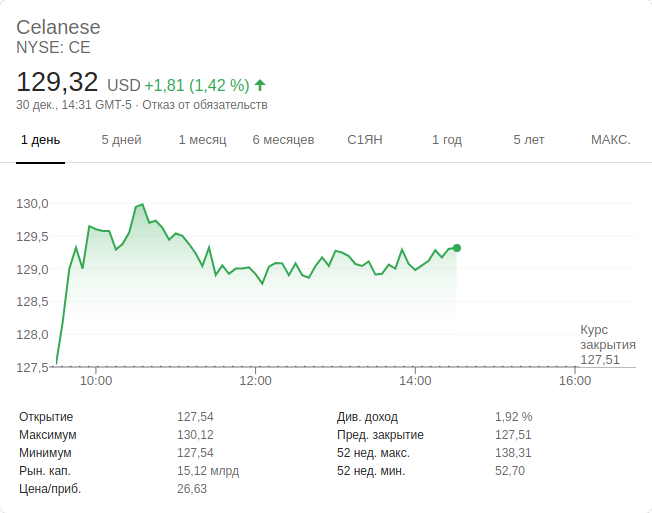 Celanese
NYSE: CE
129,32 USD +1,81 (1,42 %)
30 дек., 14:31 GMT-5 · Отказ от обязательств
1 день 5 дней 1 месяц 6 месяцев С1ЯН 1 год 5 лет МАКС.
130,0
129,5
129,0
128,5
128,0
127,5
Курс
закрытия
127,51
10:00 12:00 14:00 16:00
Открытие 127,54 Див. доход 1,92 %
Максимум 130,12 Пред. закрытие 127,51
Минимум 127,54 52 нед. макс. 138,31
Рын. кап. 15,12 млрд 52 нед. мин. 52,70
Цена/приб. 26,63